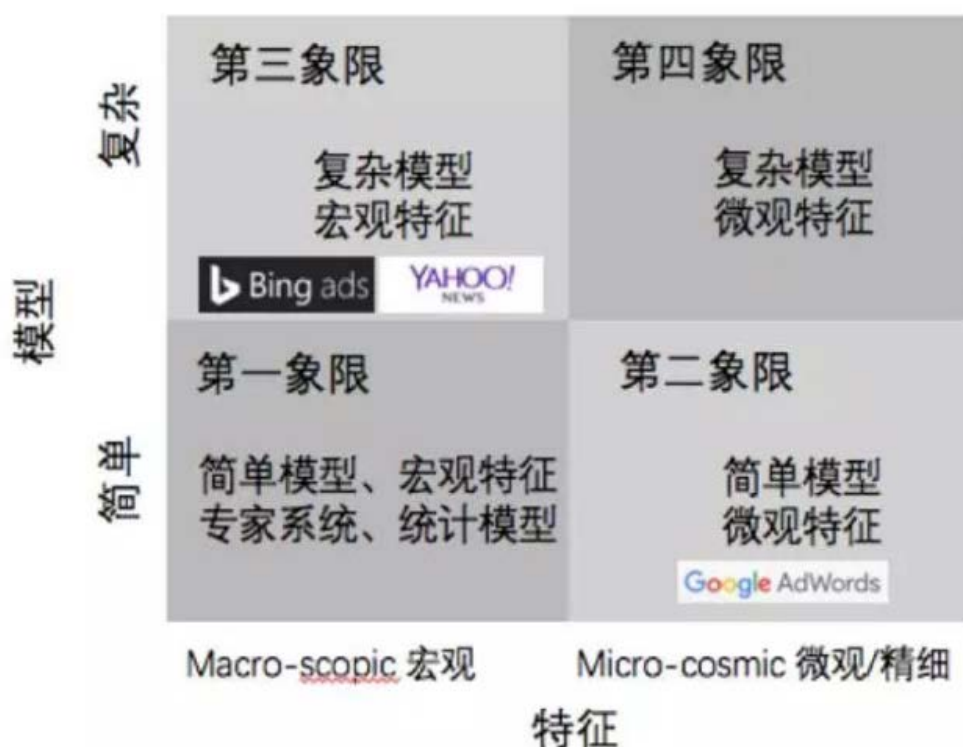 第三象限
第四象限
复杂
复杂模型
宏观特征
复杂模型
微观特征
Bing ads
YAHOO!
NEWS
模型
第一象限
第二象限
简单
简单模型、宏观特征
专家系统、统计模型
简单模型
微观特征
Google AdWords
Macro-scopic 宏观
Micro-cosmic 微观/精细
特征